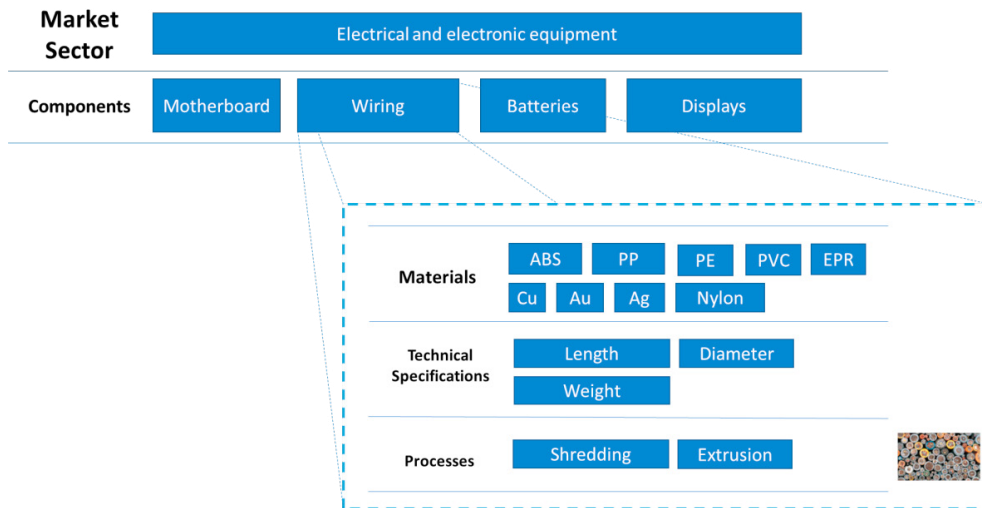 Market
Sector
Electrical and electronic equipment
Components
Motherboard
Wiring
Batteries
Displays
Materials
ABS
PP
PE
PVC
EPR
Cu
Au
Ag
Nylon
Technical
Specifications
Length
Diameter
Weight
Processes
Shredding
Extrusion